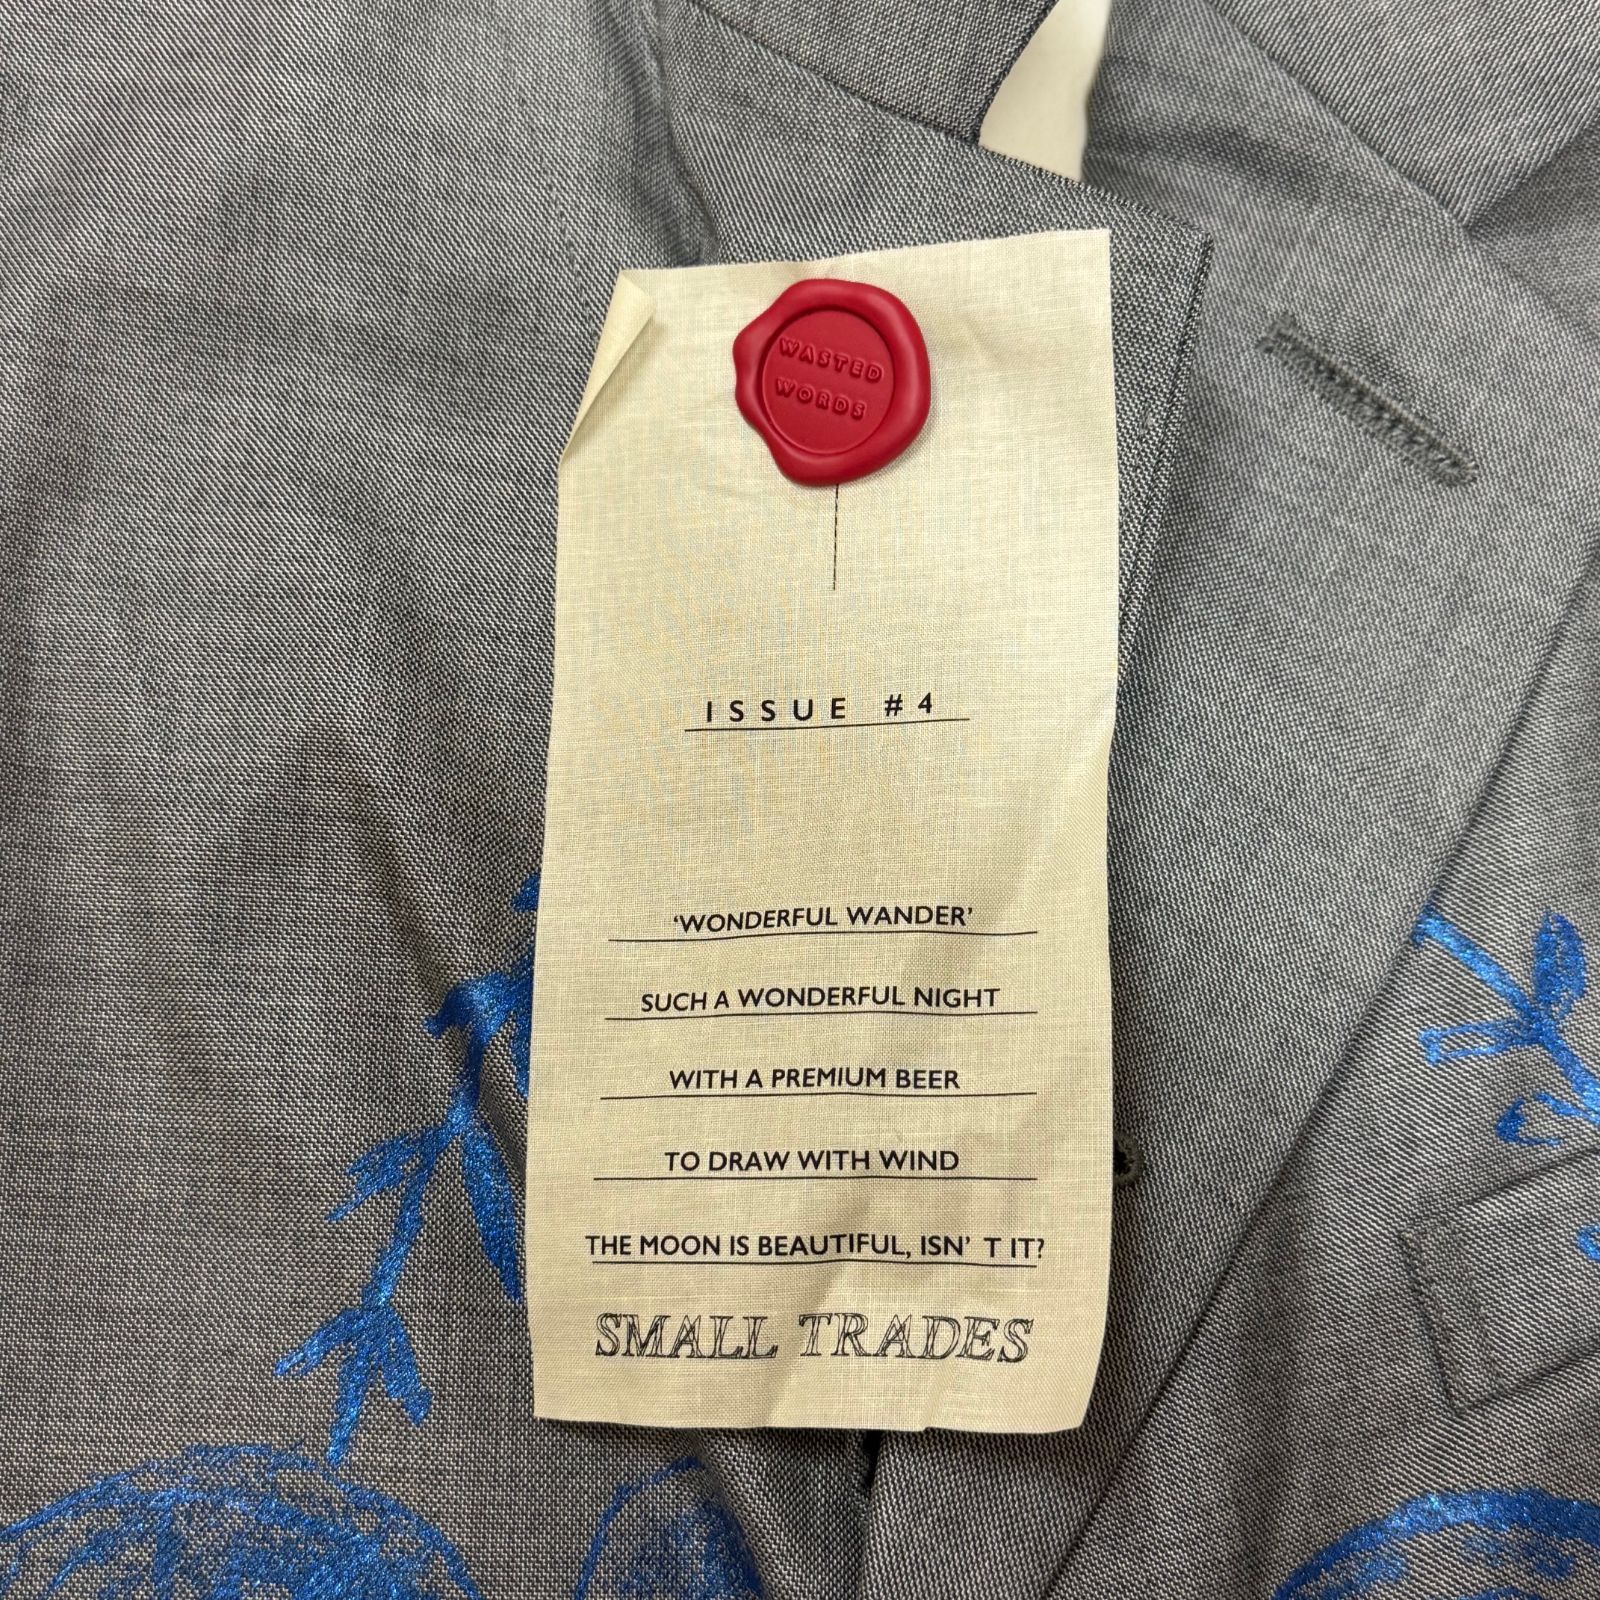 WASTED
WORDS
ISSUE #4
‘WONDERFUL WANDER’
SUCH A WONDERFUL NIGHT
WITH A PREMIUM BEER
TO DRAW WITH WIND
THE MOON IS BEAUTIFUL, ISN’ T IT?
SMALL TRADES